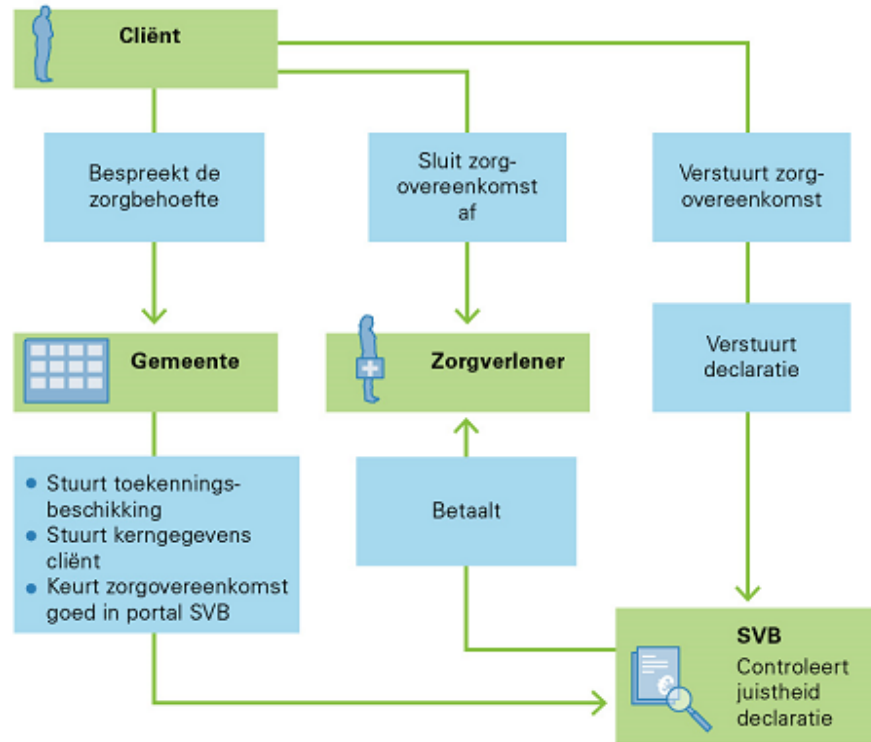 Cliënt
Bespreekt de
zorgbehoefte
Sluit zorg-
overeenkomst
af
Verstuurt zorg-
overeenkomst
Gemeente
Zorgverlener
Verstuurt
declaratie
• Stuurt toekennings-
beschikking
• Stuurt kerngegevens
cliënt
• Keurt zorgovereenkomst
goed in portal SVB
Betaalt
SVB
Controleert
juistheid
declaratie